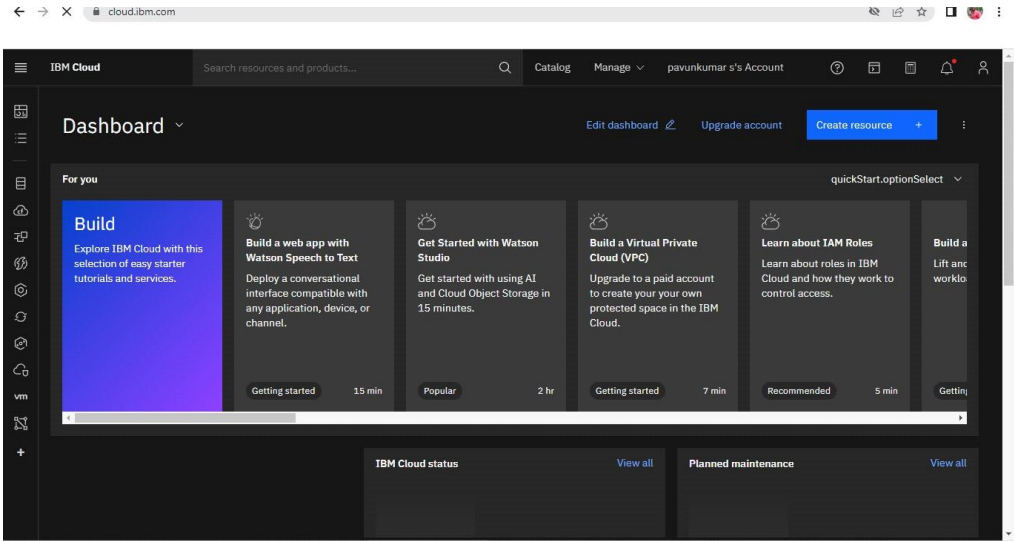 cloud.ibm.com
IBM Cloud
Search resources and products...
Catalog
Manage
pavunkumar s's Account
Dashboard
Edit dashboard
Upgrade account
Create resource +
For you
quickStart.optionSelect
Build
Explore IBM Cloud with this
selection of easy starter
tutorials and services.
Build a web app with
Watson Speech to Text
Deploy a conversational
interface compatible with
any application, device, or
channel.
Getting started
15 min
Get Started with Watson
Studio
Get started with using AI
and Cloud Object Storage in
15 minutes.
Popular
2 hr
Build a Virtual Private
Cloud (VPC)
Upgrade to a paid account
to create your your own
protected space in the IBM
Cloud.
Getting started
7 min
Learn about IAM Roles
Learn about roles in IBM
Cloud and how they work to
control access.
Recommended
5 min
Build a
Lift and
workloa
Getting
vm
IBM Cloud status
View all
Planned maintenance
View all